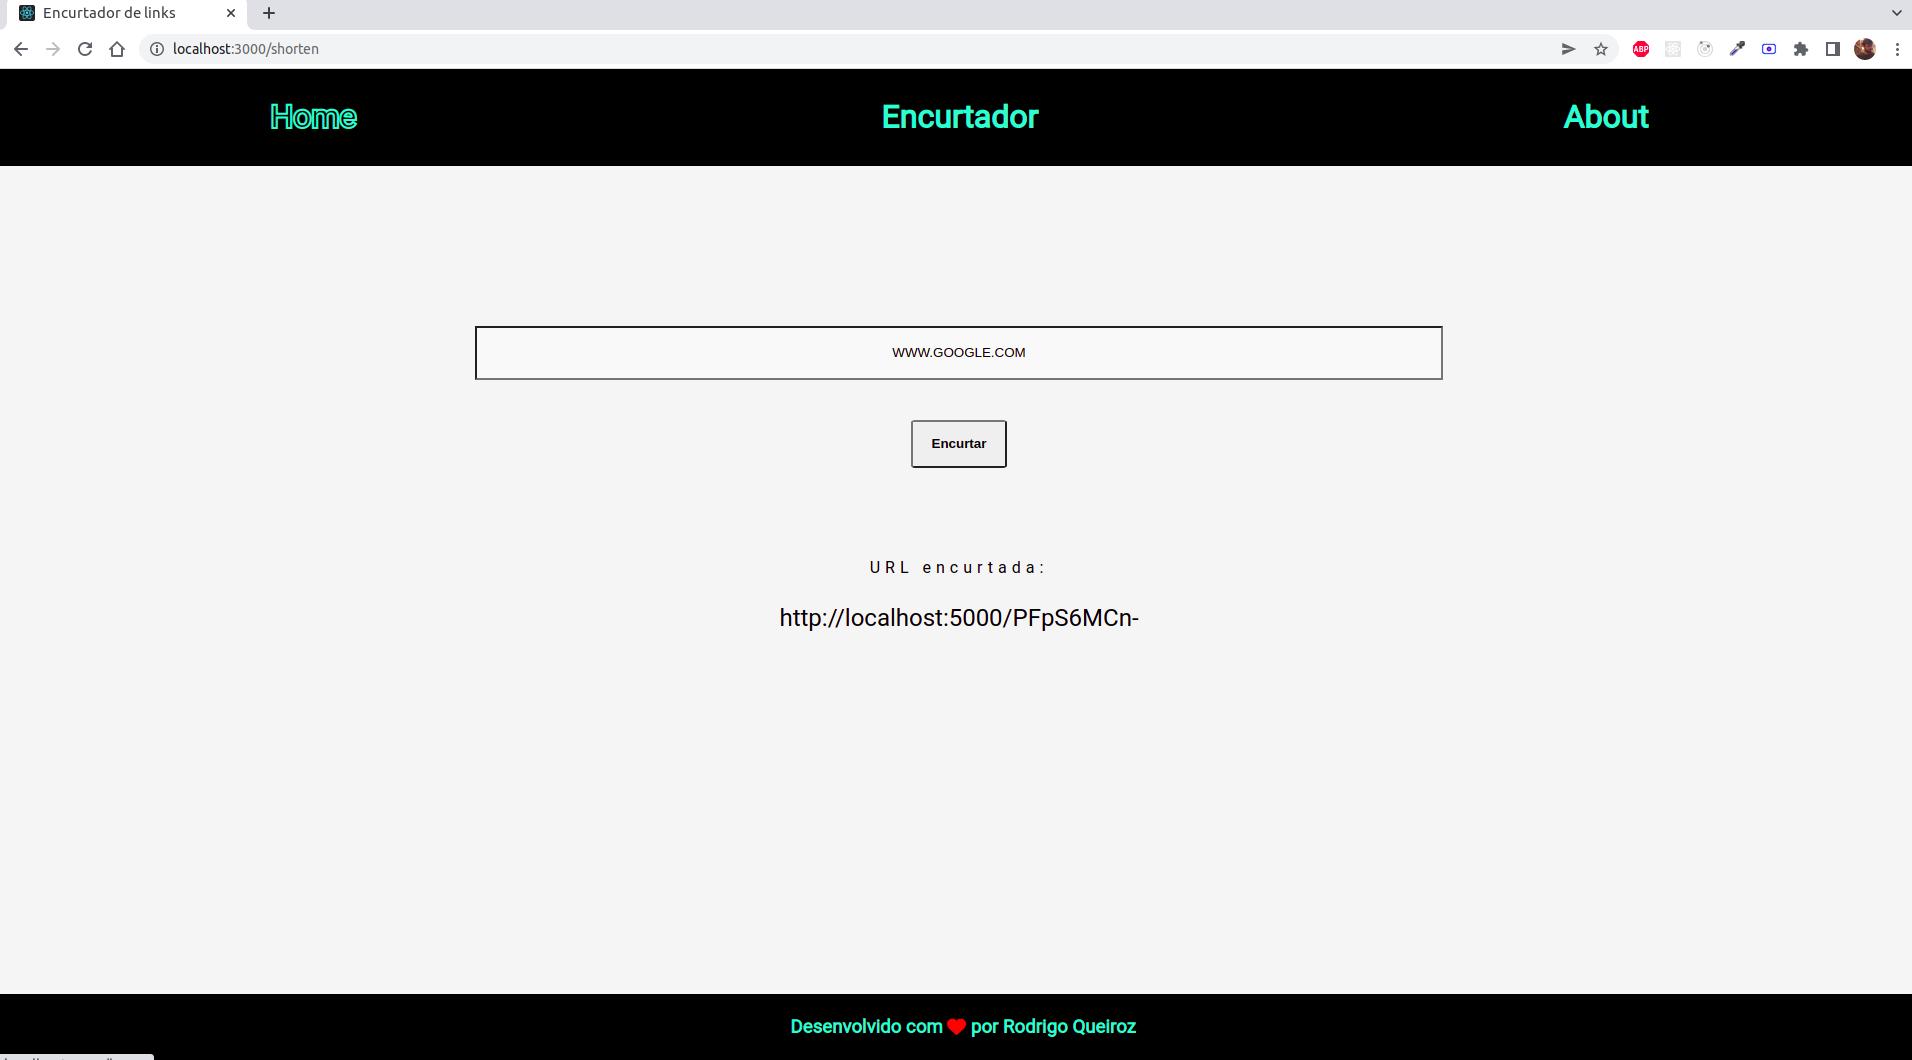 Encurtador de links
localhost:3000/shorten
ABP
Home Encurtador About
WWW.GOOGLE.COM
Encurtar
URL encurtada:
http://localhost:5000/PFpS6MCn-
Desenvolvido com por Rodrigo Queiroz